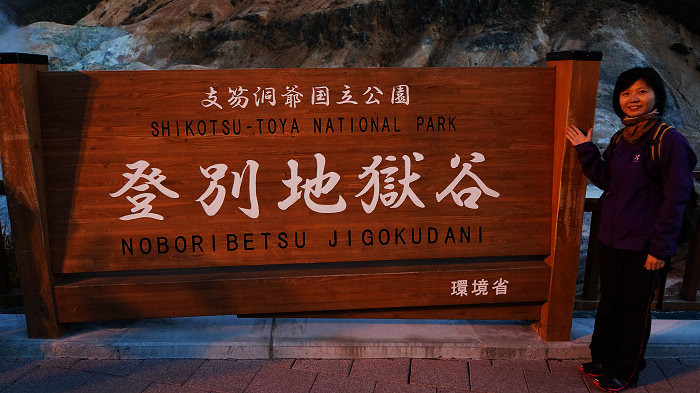 支笏洞爺国立公園
SHIKOTSU-TOYA NATIONAL PARK
登別地獄谷
NOBORIBETSU JIGOKUDANI
環境省